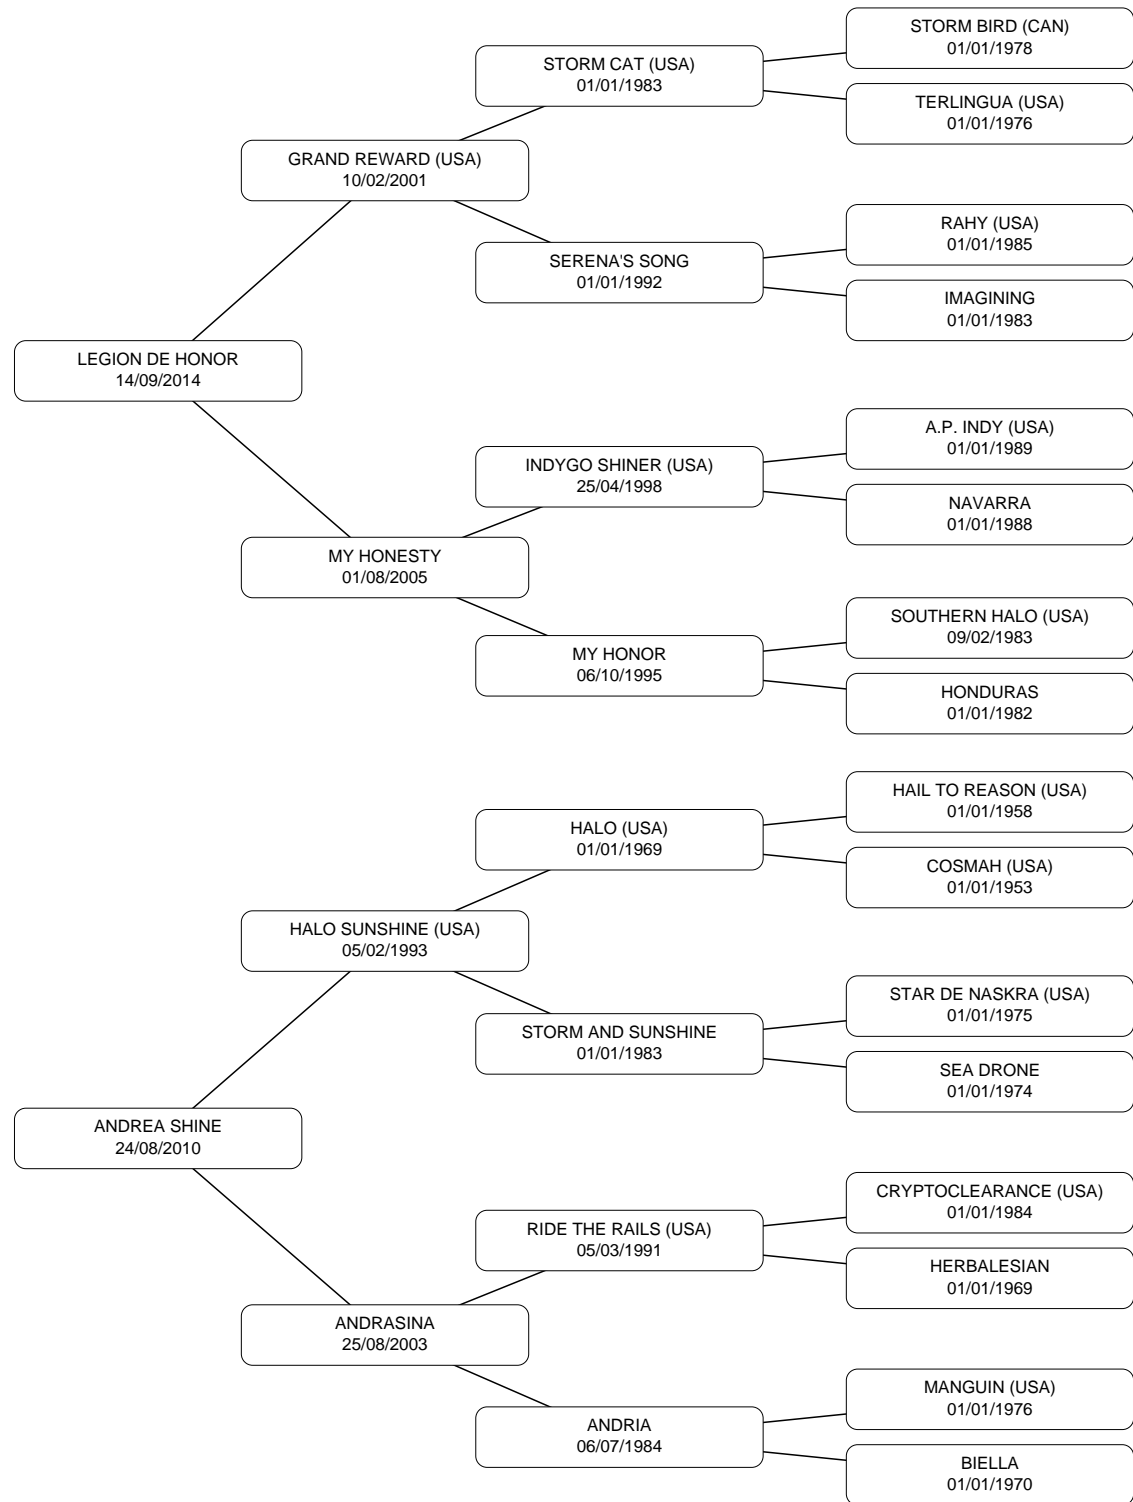 STORM BIRD (CAN)
01/01/1978
STORM CAT (USA)
01/01/1983
TERLINGUA (USA)
01/01/1976
GRAND REWARD (USA)
10/02/2001
RAHY (USA)
01/01/1985
SERENA'S SONG
01/01/1992
IMAGINING
01/01/1983
LEGION DE HONOR
14/09/2014
A.P. INDY (USA)
01/01/1989
INDYGO SHINER (USA)
25/04/1998
NAVARRA
01/01/1988
MY HONESTY
01/08/2005
SOUTHERN HALO (USA)
09/02/1983
MY HONOR
06/10/1995
HONDURAS
01/01/1982
HAIL TO REASON (USA)
01/01/1958
HALO (USA)
01/01/1969
COSMAH (USA)
01/01/1953
HALO SUNSHINE (USA)
05/02/1993
STAR DE NASKRA (USA)
01/01/1975
STORM AND SUNSHINE
01/01/1983
SEA DRONE
01/01/1974
ANDREA SHINE
24/08/2010
CRYPTOCLEARANCE (USA)
01/01/1984
RIDE THE RAILS (USA)
05/03/1991
HERBALESIAN
01/01/1969
ANDRASINA
25/08/2003
MANGUIN (USA)
01/01/1976
ANDRIA
06/07/1984
BIELLA
01/01/1970